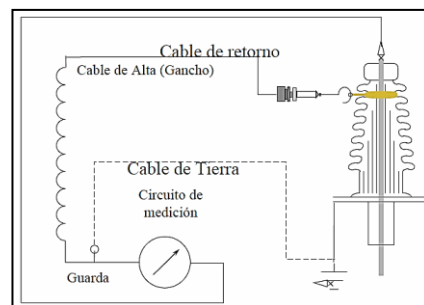 Cable de retorno
Cable de Alta (Gancho)
Cable de Tierra
Circuito de
medición
Guarda